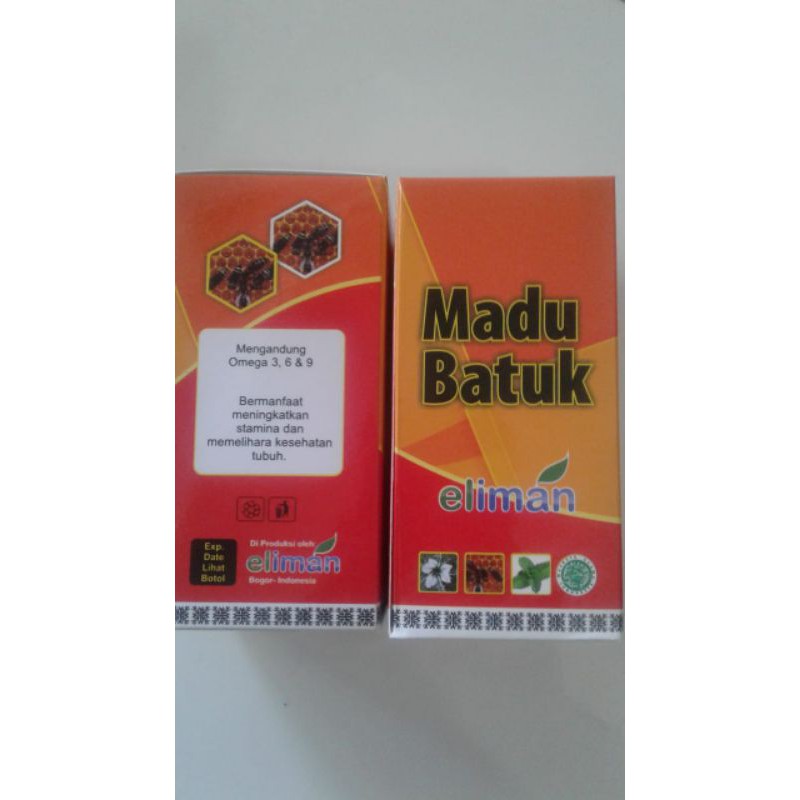 Mengandung
Omega 3, 6 & 9
Bermanfaat
meningkatkan
stamina dan
memelihara kesehatan
tubuh.
Exp.
Date
Lihat
Botol
Di Produksi oleh
eliman
Bogor- Indonesia
Madu
Batuk
eliman